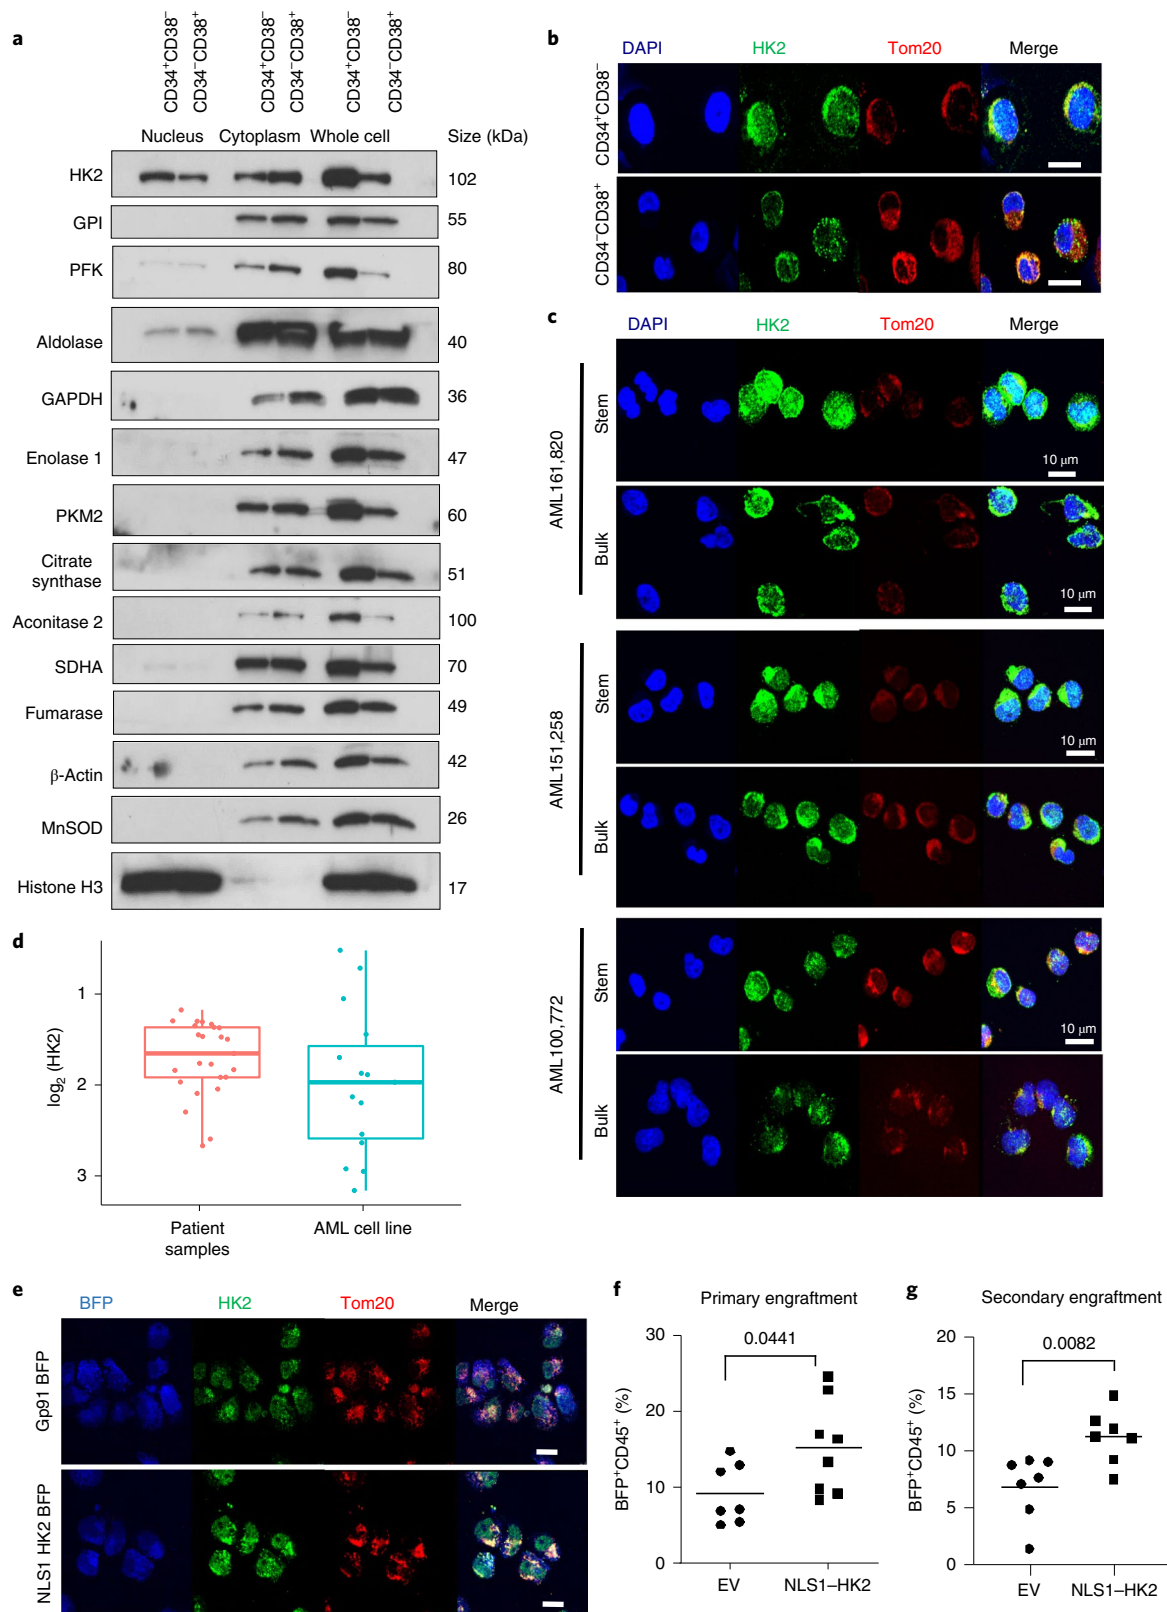 a
CD34+CD38−
CD34−CD38+
CD34+CD38−
CD34−CD38+
CD34+CD38−
CD34−CD38+
Nucleus Cytoplasm Whole cell Size (kDa)
HK2 102
GPI 55
PFK 80
Aldolase 40
GAPDH 36
Enolase 1 47
PKM2 60
Citrate
synthase 51
Aconitase 2 100
SDHA 70
Fumarase 49
β-Actin 42
MnSOD 26
Histone H3 17
b
DAPI HK2 Tom20 Merge
CD34+CD38−
CD34−CD38+
c
DAPI HK2 Tom20 Merge
AML161,820
Stem
10 μm
Bulk
10 μm
AML151,258
Stem
10 μm
Bulk
AML100,772
Stem
10 μm
Bulk
d
log2 (HK2)
1
2
3
Patient
samples
AML cell line
e
BFP HK2 Tom20 Merge
Gp91 BFP
NLS1 HK2 BFP
f
Primary engraftment
BFP+CD45+ (%)
30
20
10
0
0.0441
EV NLS1–HK2
g
Secondary engraftment
BFP+CD45+ (%)
20
15
10
5
0
0.0082
EV NLS1–HK2